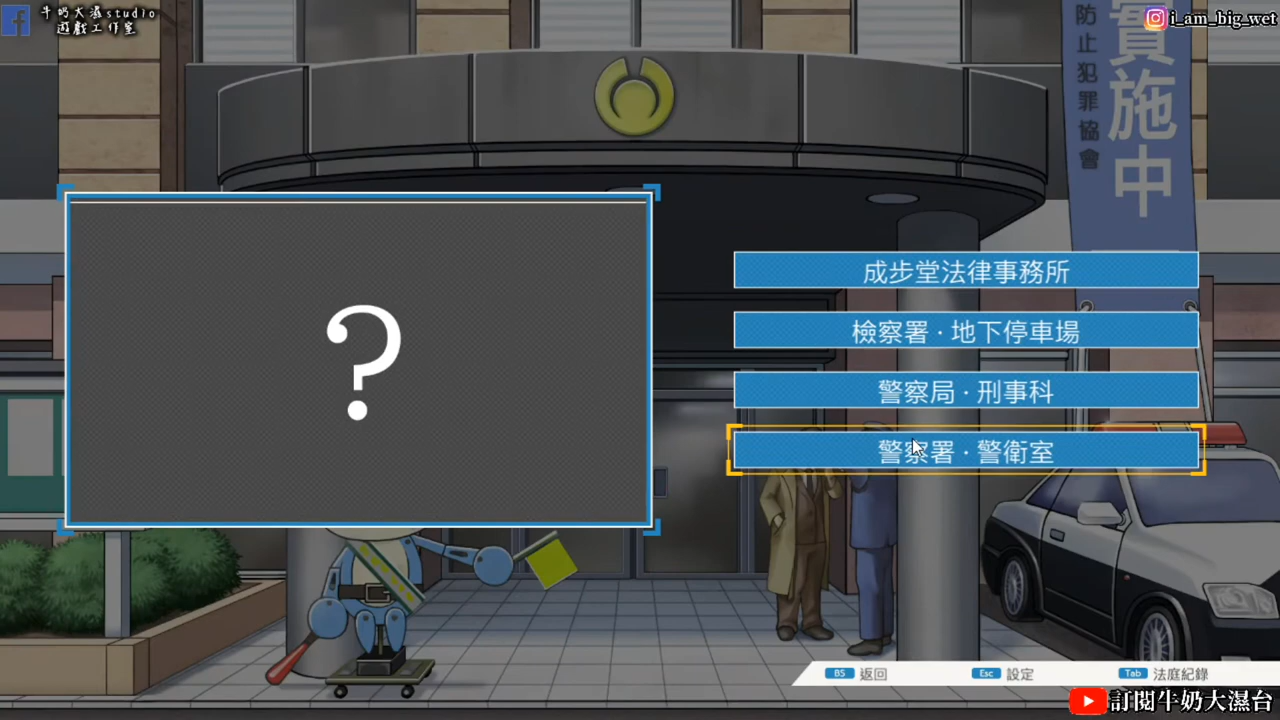 牛奶大濕studio
遊戲工作室
i_am_big_wet
實施中
防止犯罪協會
?
成步堂法律事務所
檢察署·地下停車場
警察局·刑事科
警察署·警衛室
BS 返回
Esc 設定
Tab 法庭紀錄
訂閱牛奶大濕台